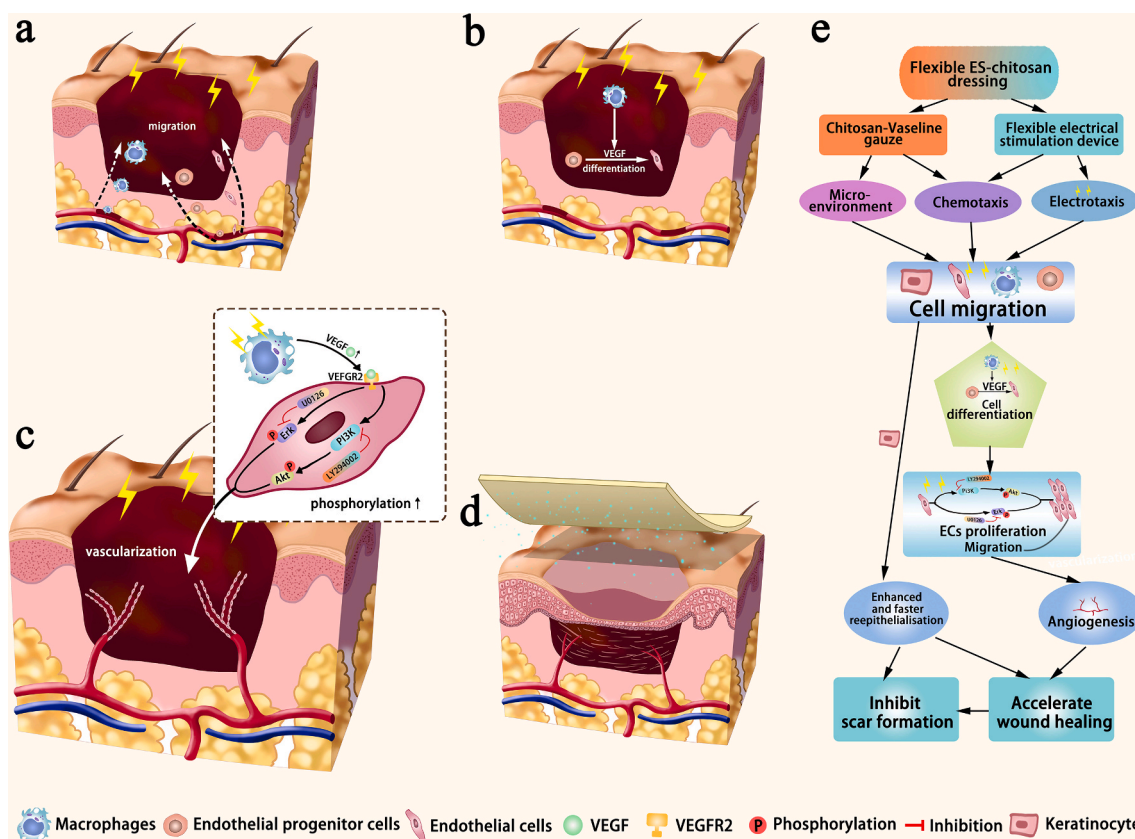 a
migration
b
VEGF
differentiation
c
vascularization
VEGF
VEFGR2
U0126
P
Erk
PI3K
P
Akt
LY294002
phosphorylation ↑
d
e
Flexible ES-chitosan
dressing
Chitosan-Vaseline
gauze
Flexible electrical
stimulation device
Micro-
environment
Chemotaxis
Electrotaxis
Cell migration
VEGF
Cell
differentiation
LY294002
PI3K
Akt
P
Erk
U0126
P
ECs proliferation
Migration
Enhanced
and faster
reepithelialisation
Angiogenesis
Inhibit
scar formation
Accelerate
wound healing
Macrophages
Endothelial progenitor cells
Endothelial cells
VEGF
VEGFR2
P Phosphorylation
Inhibition
Keratinocyte